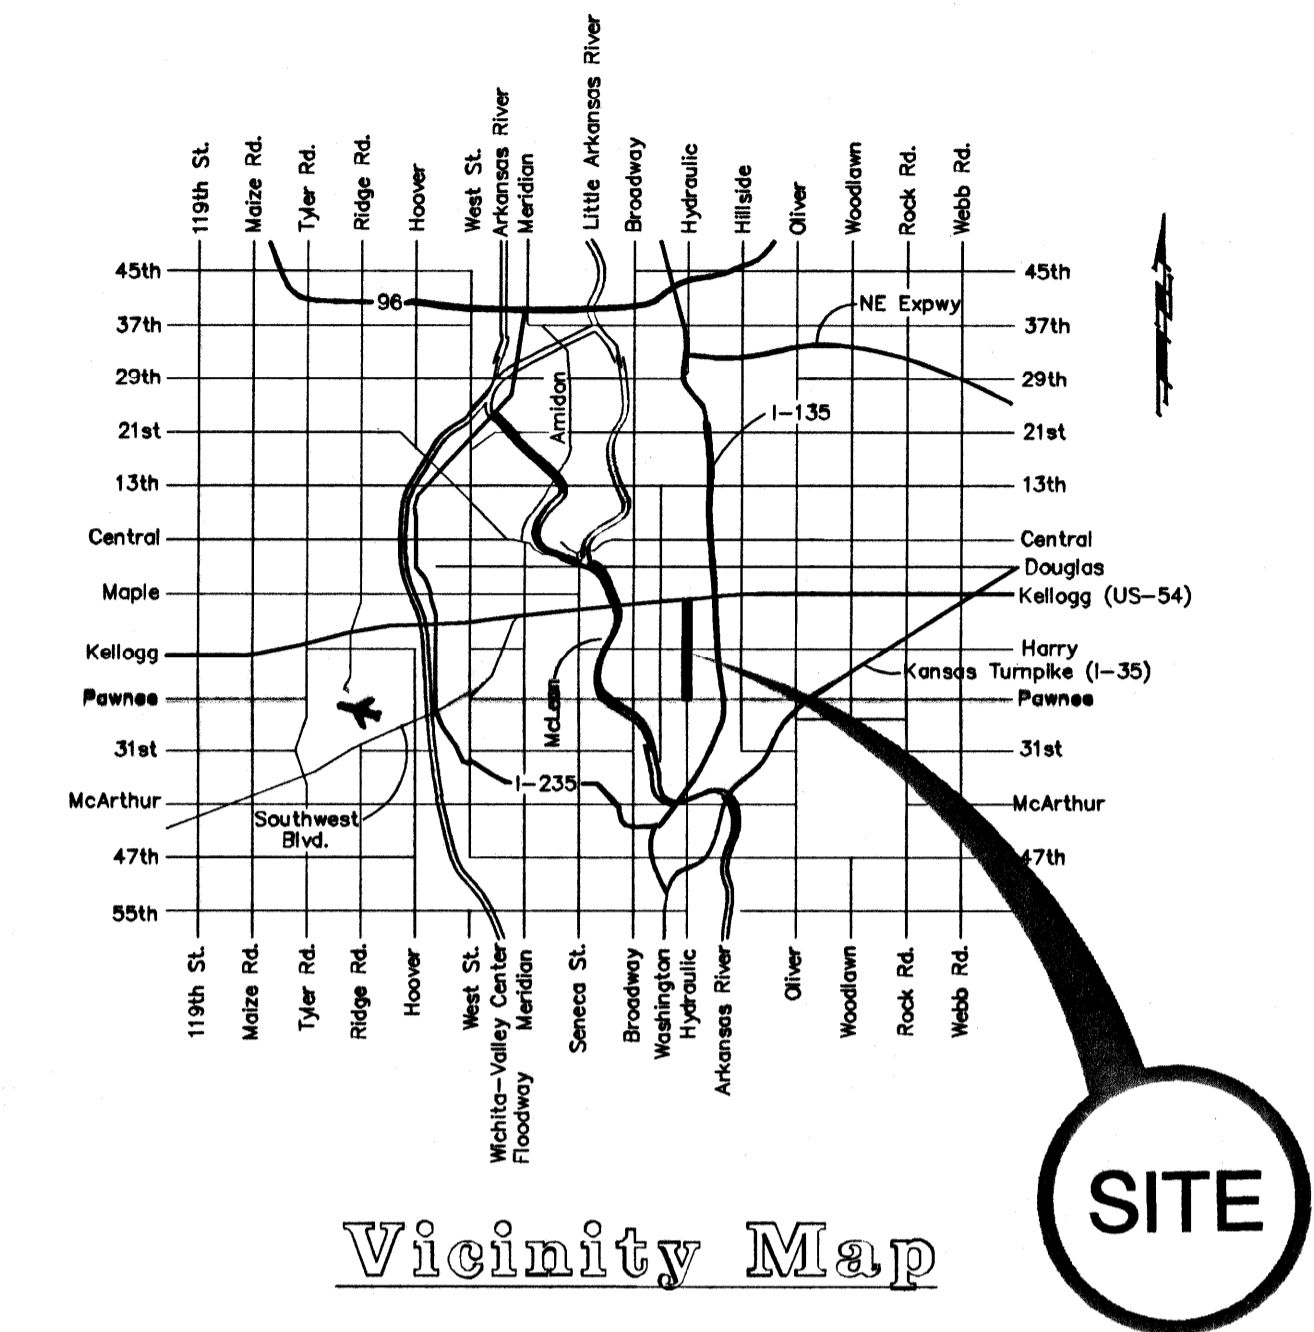 119th St.
Maize Rd.
Tyler Rd.
Ridge Rd.
Hoover
West St.
Arkansas River
Meridian
Little Arkansas River
Broadway
Hydraulic
Hillside
Oliver
Woodlawn
Rock Rd.
Webb Rd.
45th
45th
96
NE Expwy
37th
37th
29th
29th
Amidon
I-135
21st
21st
13th
13th
Central
Central
Douglas
Maple
Kellogg (US-54)
Kellogg
Harry
Kansas Turnpike (I-35)
Pawnee
Pawnee
McLean
31st
31st
I-235
McArthur
McArthur
Southwest
Blvd.
47th
47th
55th
119th St.
Maize Rd.
Tyler Rd.
Ridge Rd.
Hoover
West St.
Wichita-Valley Center
Floodway
Meridian
Seneca St.
Broadway
Washington
Hydraulic
Arkansas River
Oliver
Woodlawn
Rock Rd.
Webb Rd.
SITE
Vicinity Map